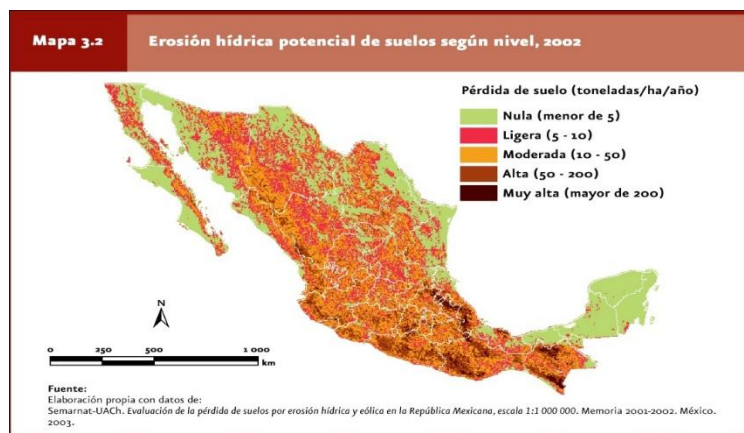 Mapa 3.2
Erosión hídrica potencial de suelos según nivel, 2002
Pérdida de suelo (toneladas/ha/año)
Nula (menor de 5)
Ligera (5 - 10)
Moderada (10 - 50)
Alta (50 - 200)
Muy alta (mayor de 200)
N
0 250 500 1 000
km
Fuente:
Elaboración propia con datos de:
Semarnat-UACh. Evaluación de la pérdida de suelos por erosión hídrica y eólica en la República Mexicana, escala 1:1 000 000. Memoria 2001-2002. México.
2003.